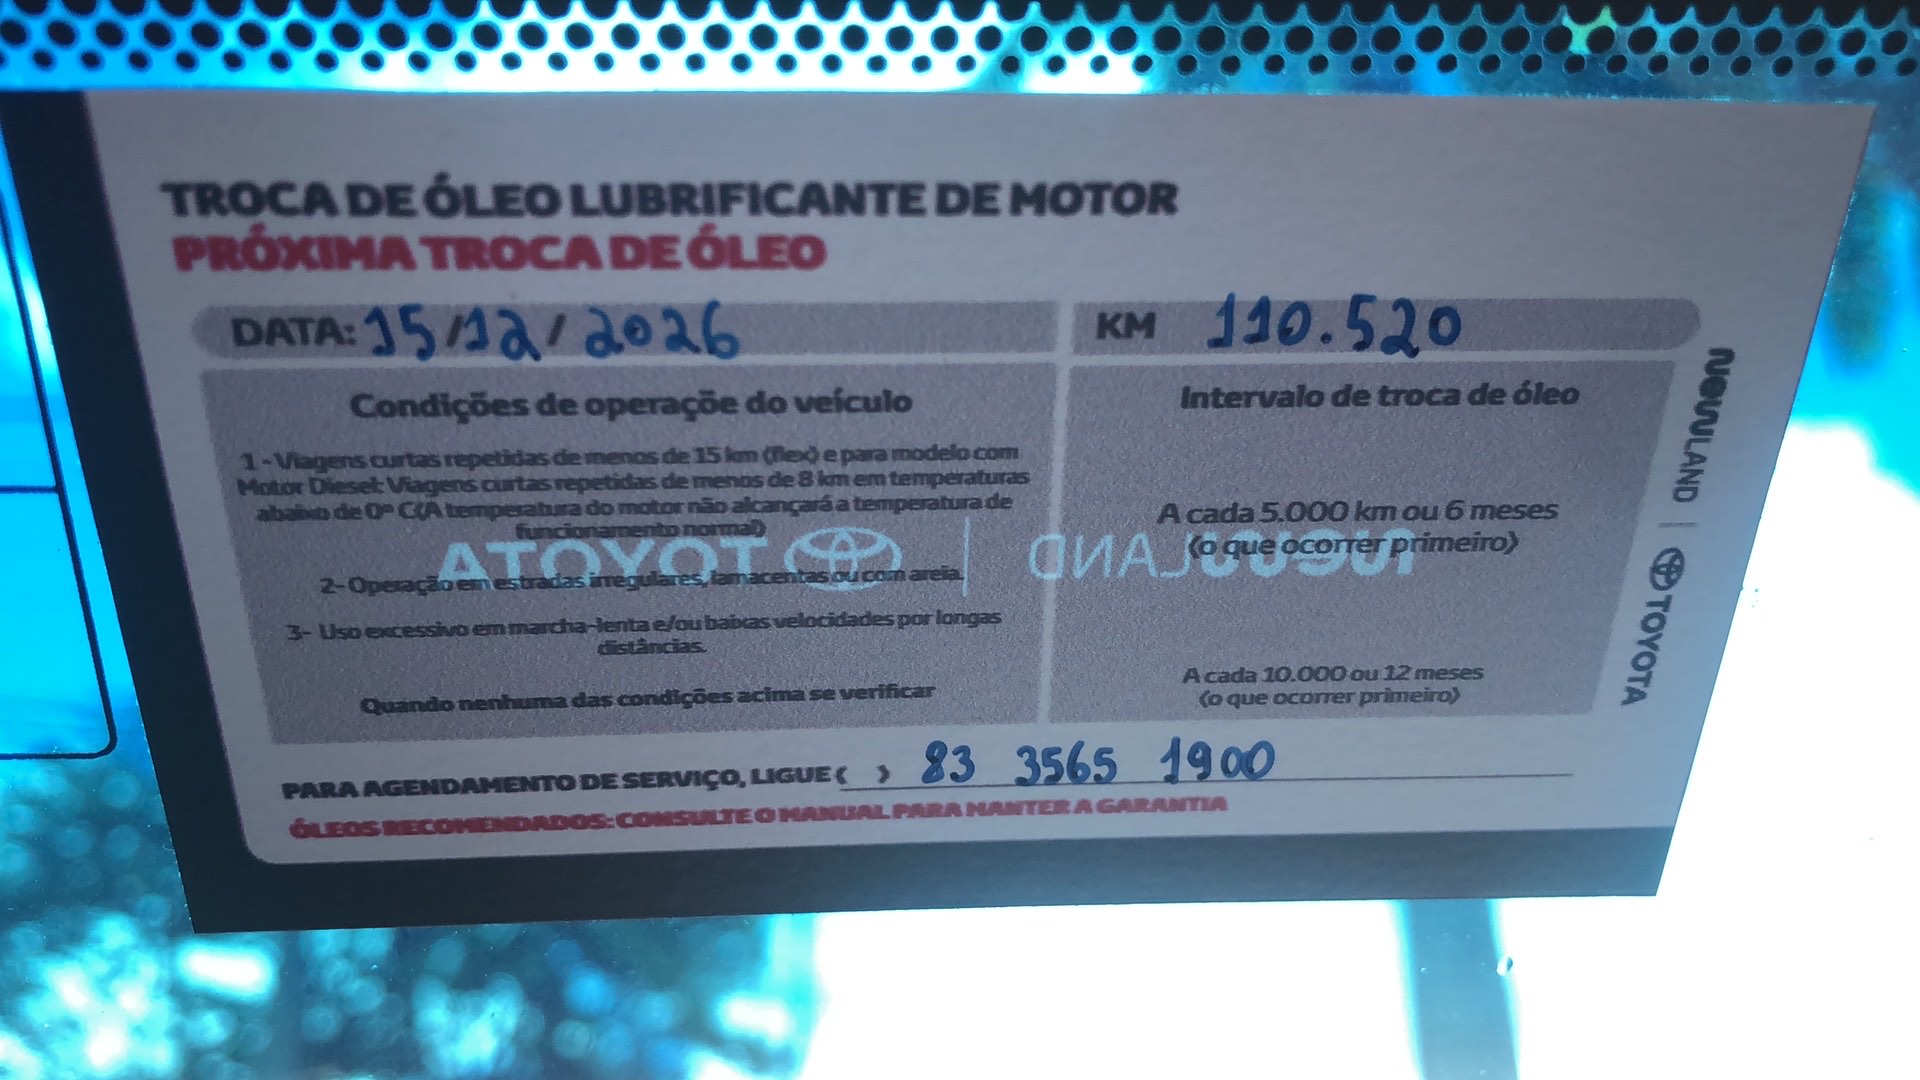 TROCA DE ÓLEO LUBRIFICANTE DE MOTOR
PRÓXIMA TROCA DE ÓLEO
DATA: 15/12/2026
KM 110.520
Condições de operaçõe do veículo
1 - Viagens curtas repetidas de menos de 15 km (flex) e para modelo com
Motor Diesel: Viagens curtas repetidas de menos de 8 km em temperaturas
abaixo de 0º C(A temperatura do motor não alcançará a temperatura de
funcionamento normal)
2- Operação em estradas irregulares, lamacentas ou com areia.
3- Uso excessivo em marcha-lenta e/ou baixas velocidades por longas
distâncias.
Quando nenhuma das condições acima se verificar
Intervalo de troca de óleo
A cada 5.000 km ou 6 meses
(o que ocorrer primeiro)
A cada 10.000 ou 12 meses
(o que ocorrer primeiro)
PARA AGENDAMENTO DE SERVIÇO, LIGUE ( ) 83 3565 1900
ÓLEOS RECOMENDADOS: CONSULTE O MANUAL PARA MANTER A GARANTIA
newLAND | TOYOTA
TOYOTA | newLAND